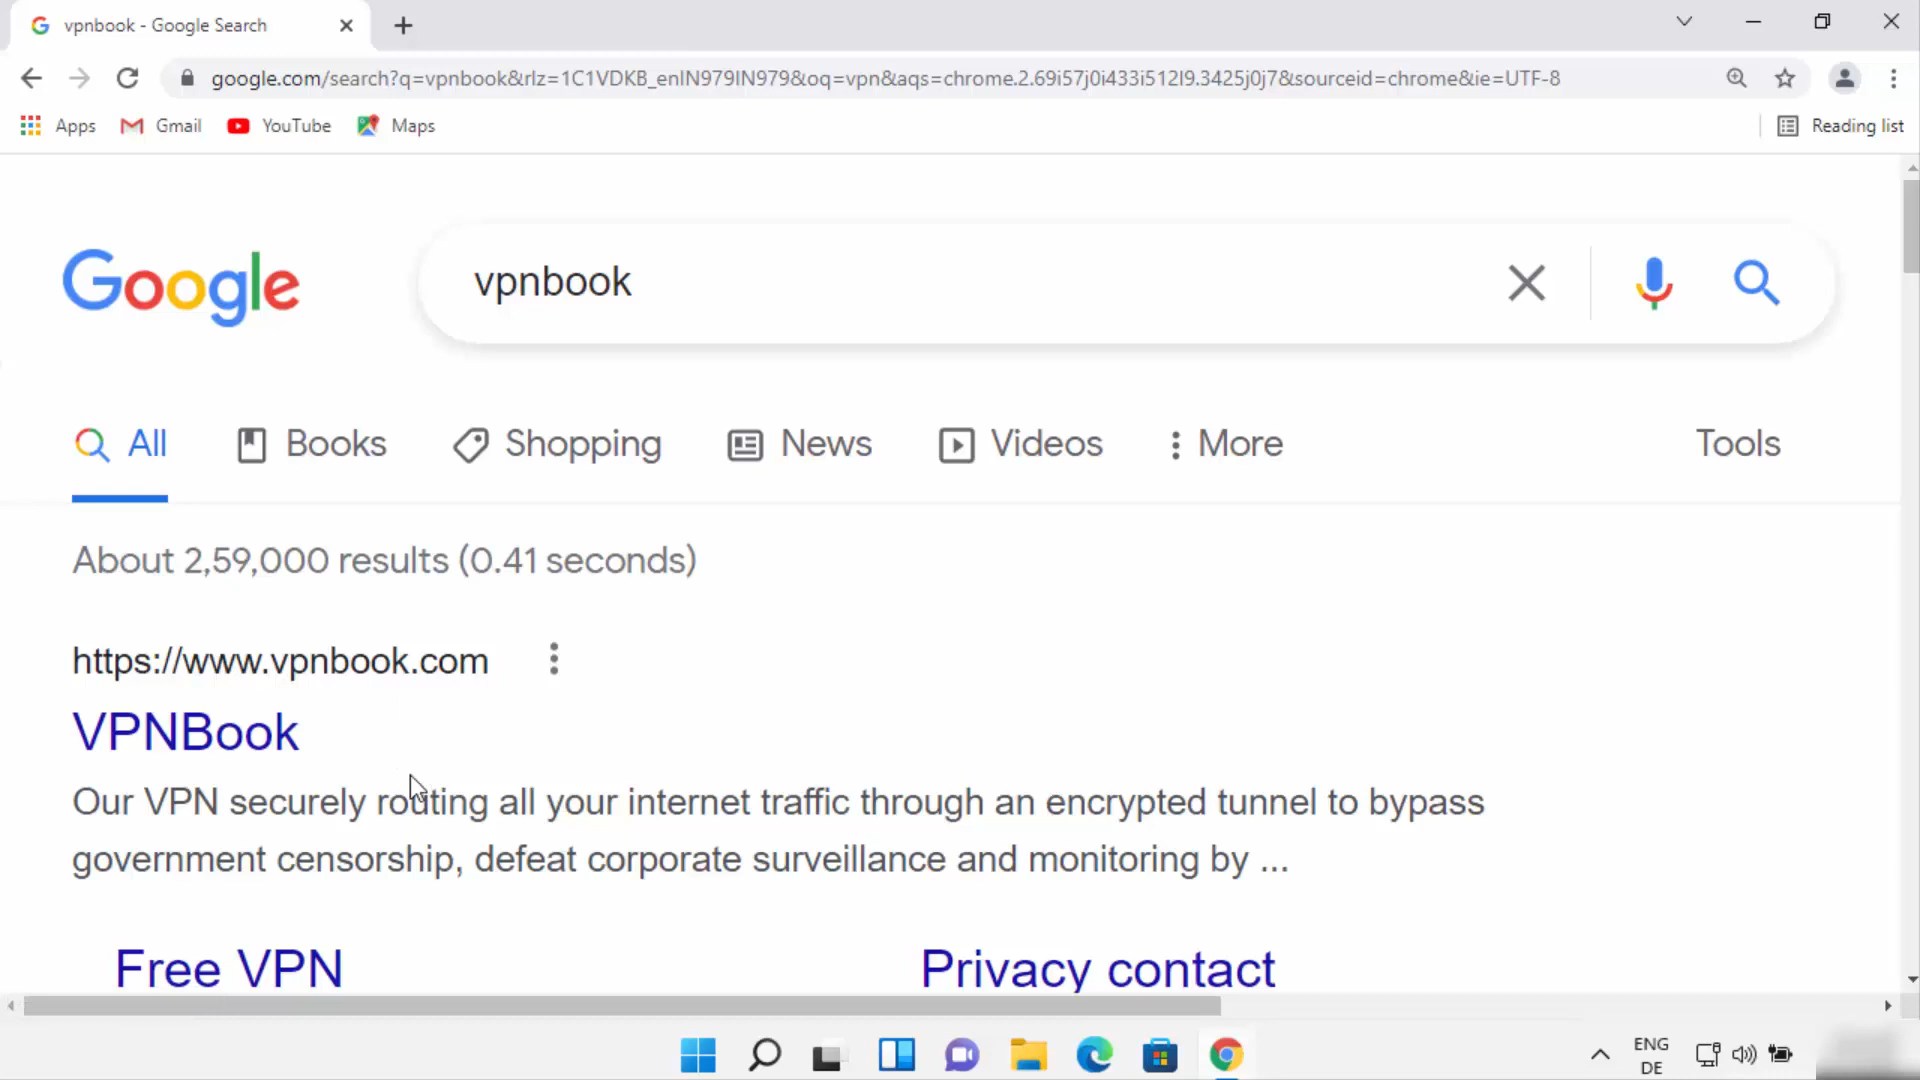 vpnbook - Google Search
google.com/search?q=vpnbook&rlz=1C1VDKB_enIN979IN979&oq=vpn&aqs=chrome.2.69i57j0i433i512l9.3425j0j7&sourceid=chrome&ie=UTF-8
Apps Gmail YouTube Maps Reading list
Google vpnbook
All Books Shopping News Videos More Tools
About 2,59,000 results (0.41 seconds)
https://www.vpnbook.com
VPNBook
Our VPN securely routing all your internet traffic through an encrypted tunnel to bypass
government censorship, defeat corporate surveillance and monitoring by ...
Free VPN Privacy contact
ENG
DE